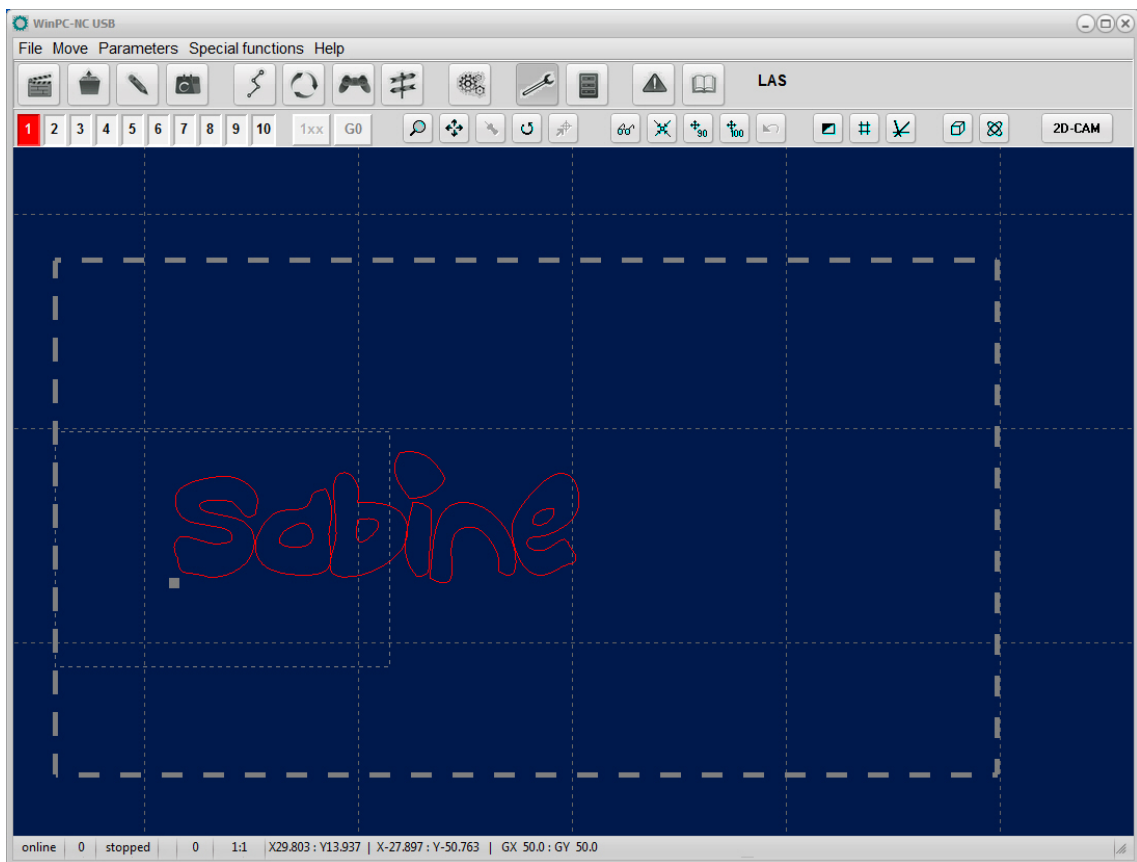 WinPC-NC USB
File Move Parameters Special functions Help
LAS
1 2 3 4 5 6 7 8 9 10 1xx G0 90 100 2D-CAM
Sabine
online 0 stopped 0 1:1 X29.803 : Y13.937 | X-27.897 : Y-50.763 | GX 50.0 : GY 50.0